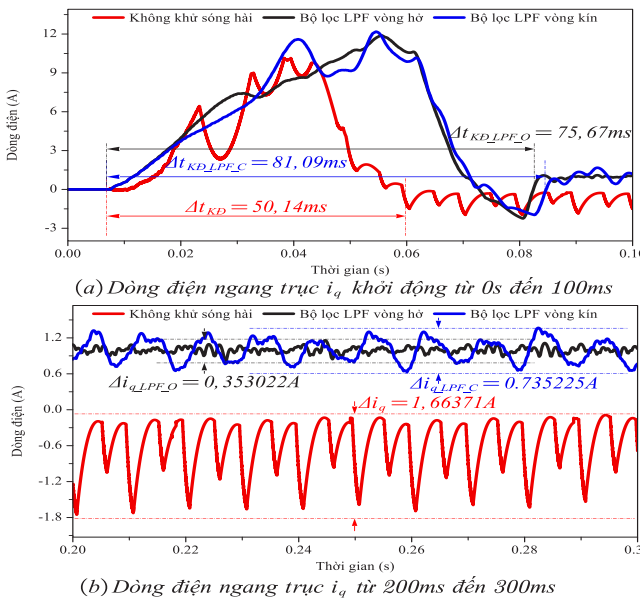 Không khử sóng hài
Bộ lọc LPF vòng hở
Bộ lọc LPF vòng kín
Dòng điện (A)
12
9
6
3
0
-3
Δt_KĐ_LPF_O = 75,67ms
Δt_KĐ_LPF_C = 81,09ms
Δt_KĐ = 50,14ms
0.00 0.02 0.04 0.06 0.08 0.10
Thời gian (s)
(a) Dòng điện ngang trục i_q khởi động từ 0s đến 100ms
Không khử sóng hài
Bộ lọc LPF vòng hở
Bộ lọc LPF vòng kín
Dòng điện (A)
1.2
0.6
0.0
-0.6
-1.2
-1.8
Δi_q_LPF_O = 0,353022A
Δi_q_LPF_C = 0.735225A
Δi_q = 1,66371A
0.20 0.22 0.24 0.26 0.28 0.3
Thời gian (s)
(b) Dòng điện ngang trục i_q từ 200ms đến 300ms